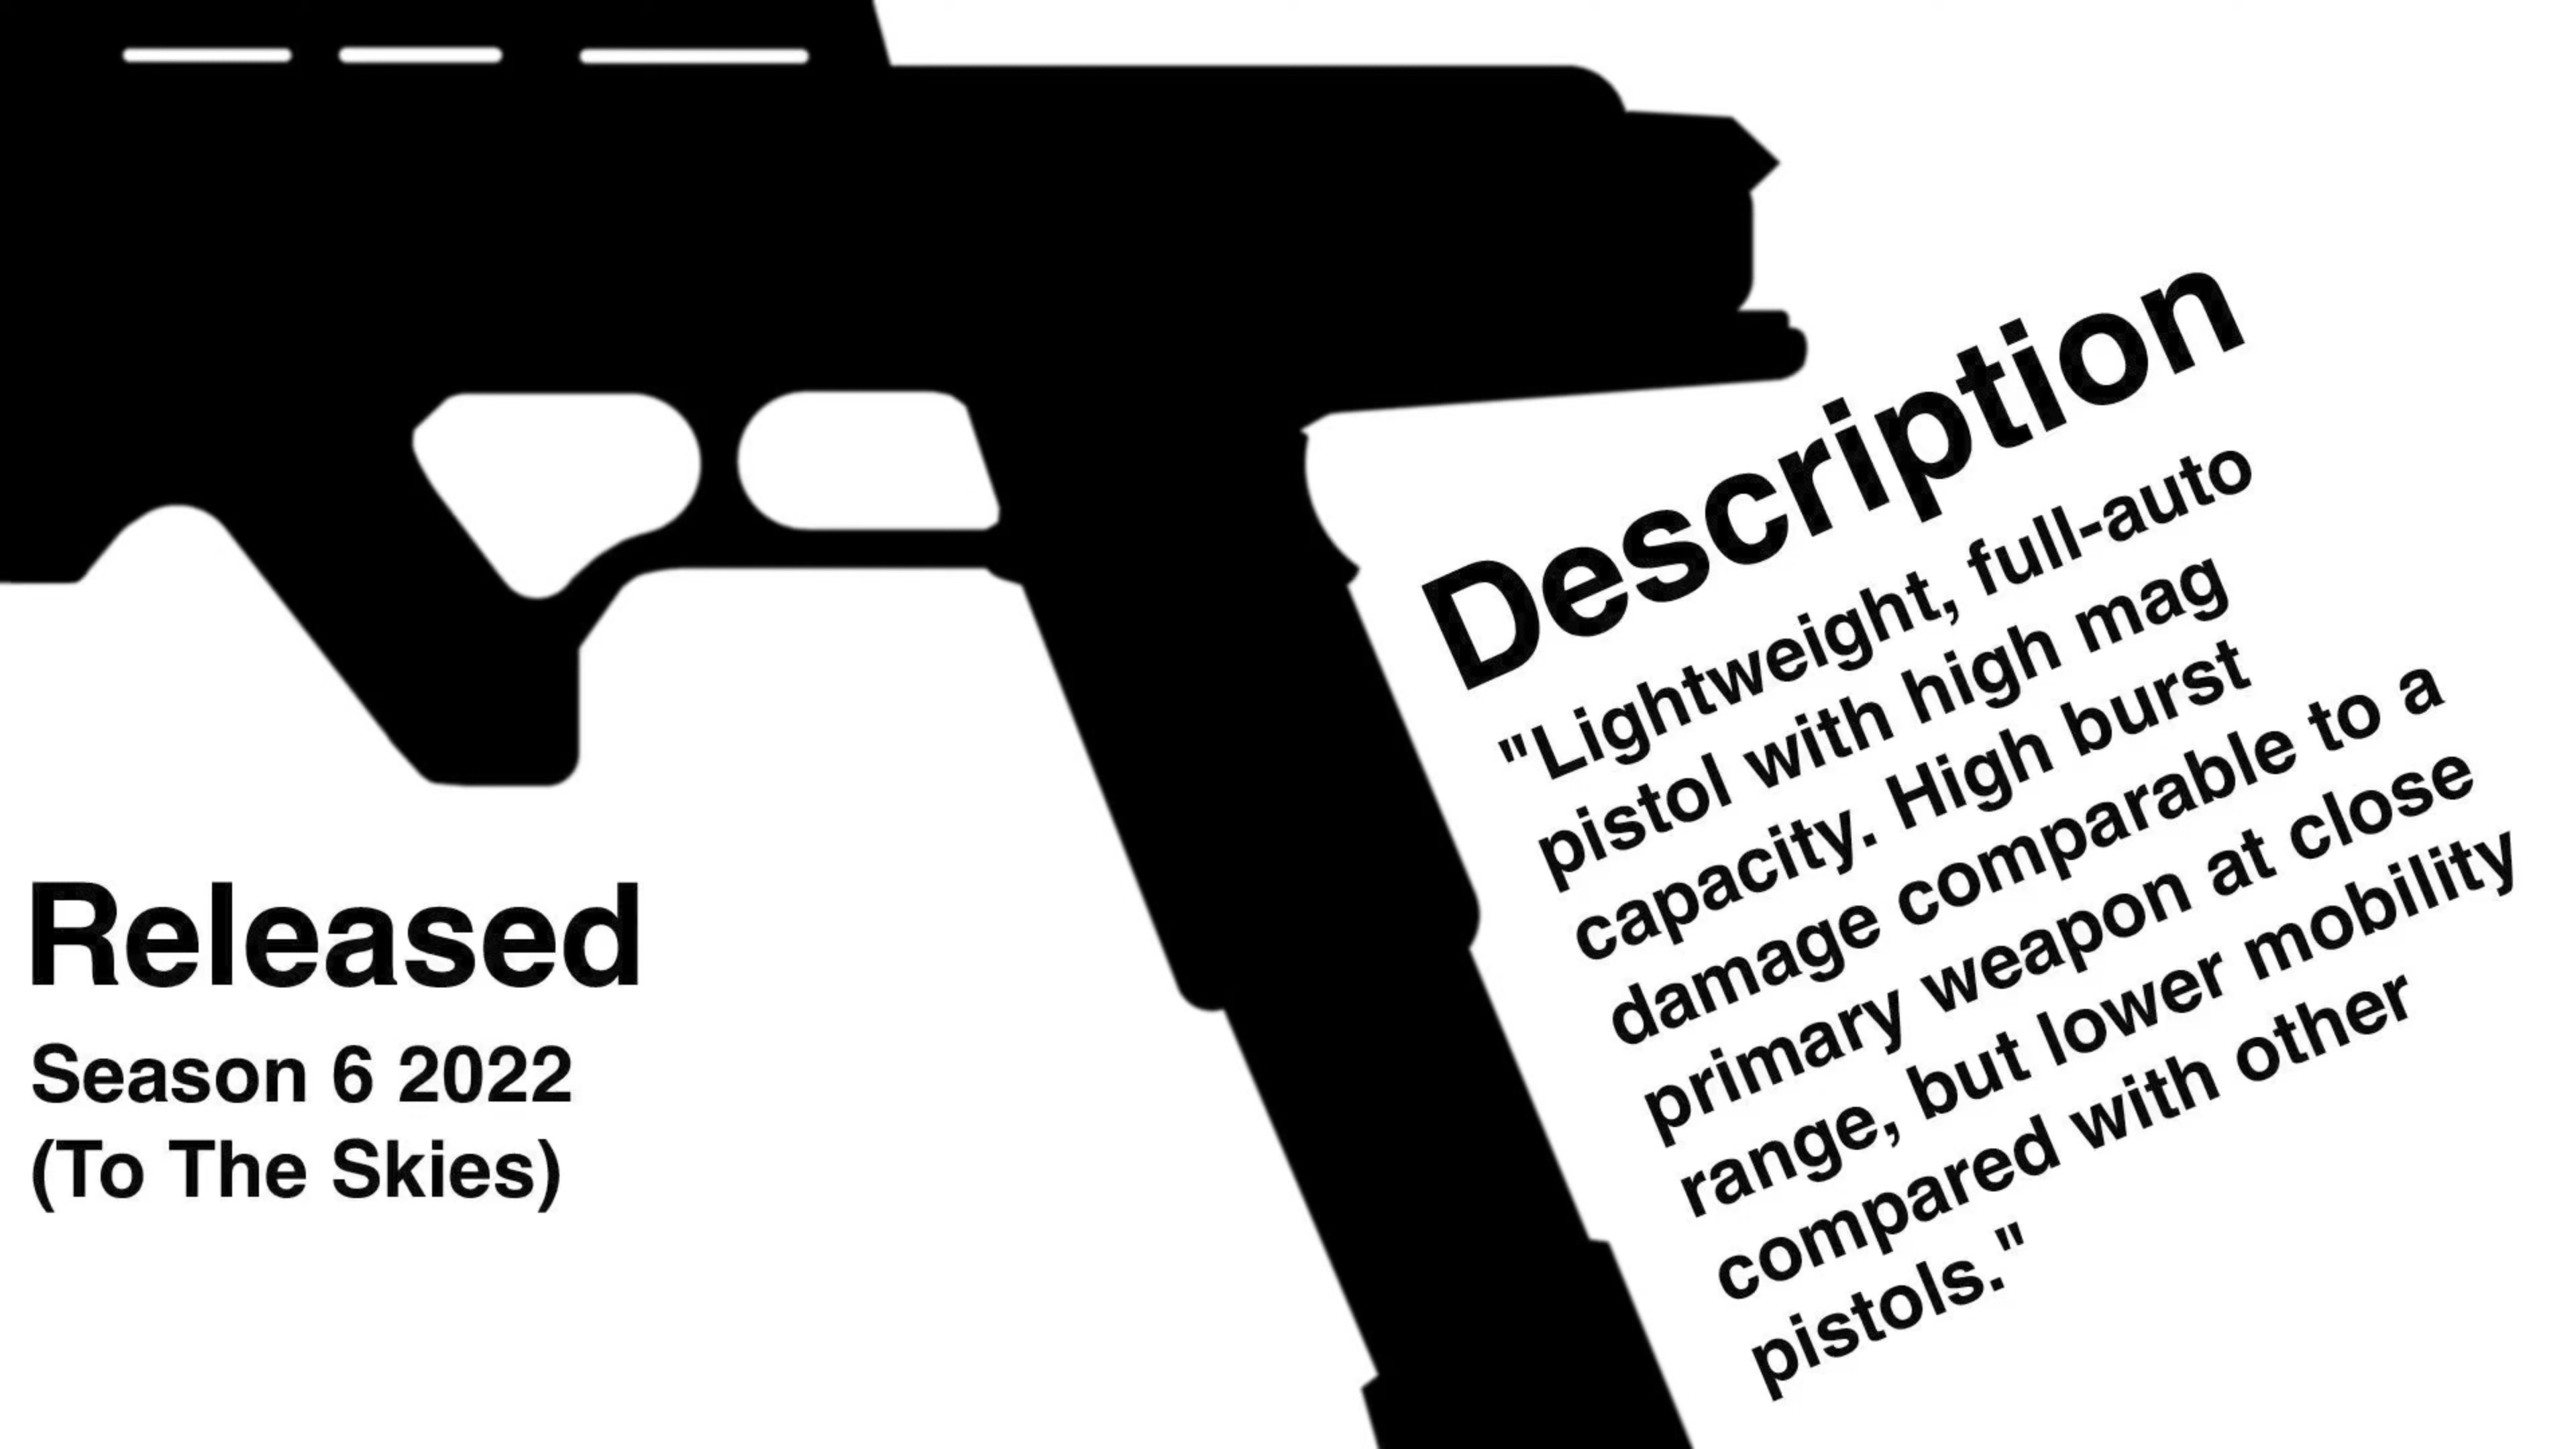 Released
Season 6 2022
(To The Skies)
Description
"Lightweight, full-auto
pistol with high mag
capacity. High burst
damage comparable to a
primary weapon at close
range, but lower mobility
compared with other
pistols."